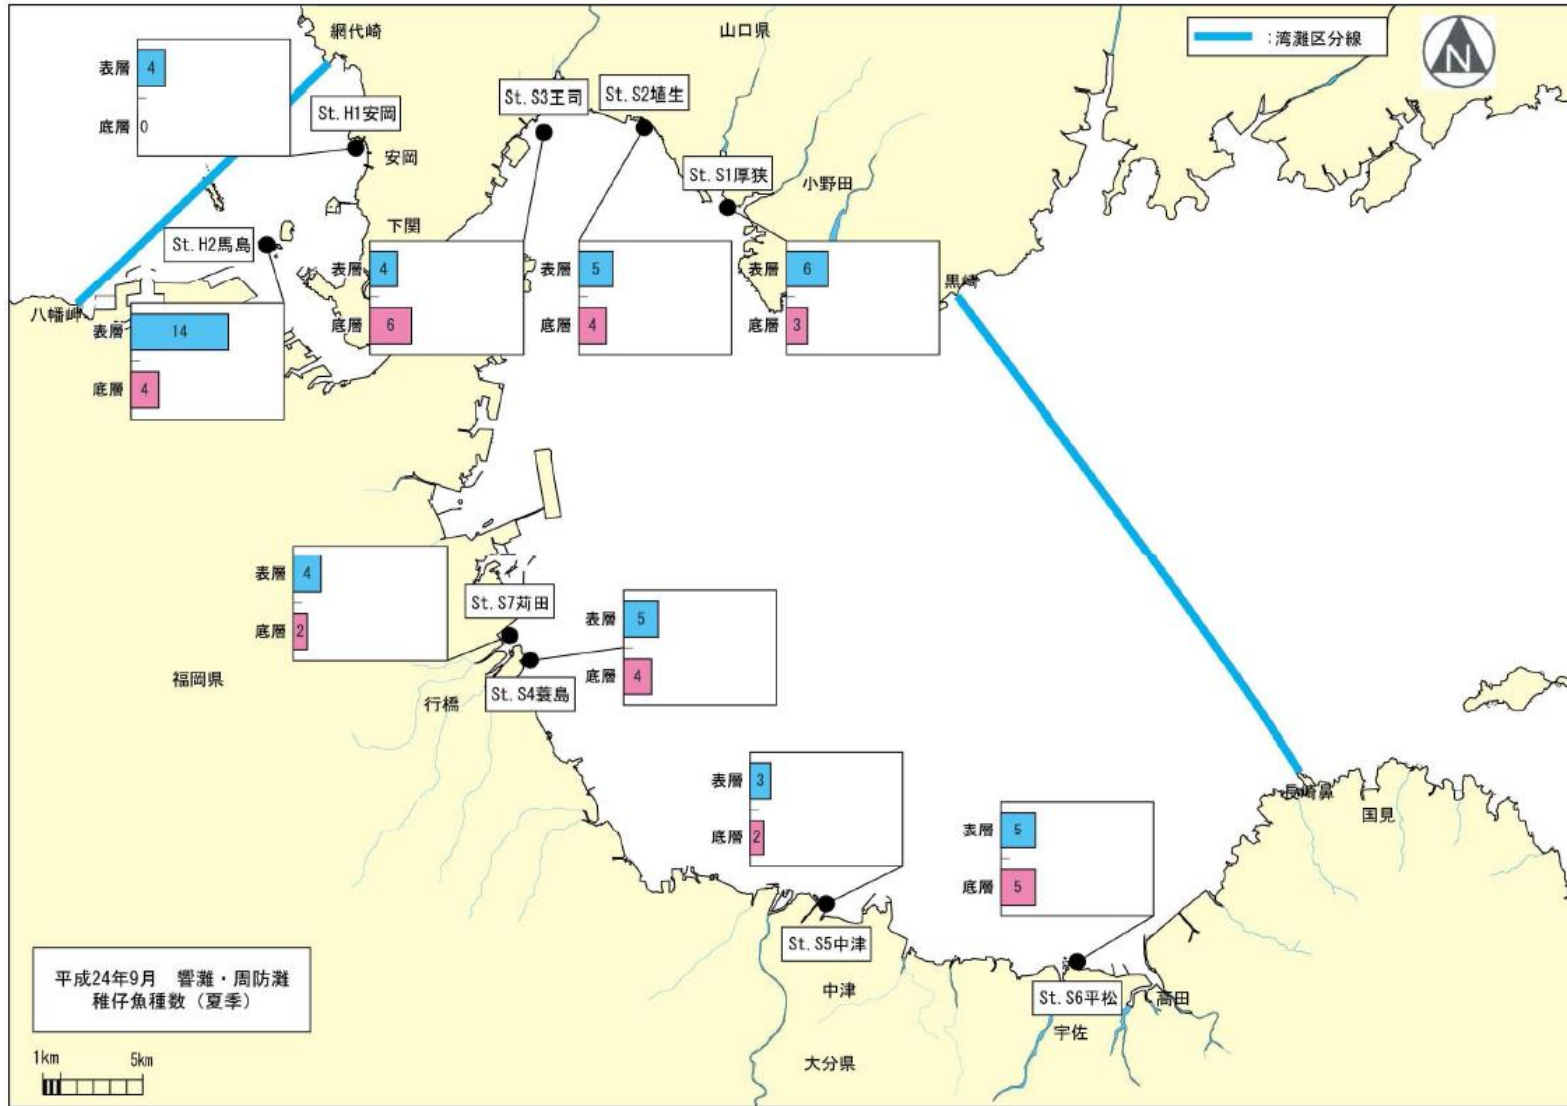 網代崎
山口県
:湾灘区分線
N
表層 4
底層 0
St. H1安岡
安岡
St. S3王司
St. S2埴生
St. S1厚狭
小野田
下関
St. H2馬島
八幡岬
表層 14
底層 4
表層 4
底層 6
表層 5
底層 4
表層 6
底層 3
黒崎
表層 4
底層 2
St. S7苅田
表層 5
底層 4
St. S4蓑島
福岡県
行橋
表層 3
底層 2
St. S5中津
表層 5
底層 5
St. S6平松
長崎鼻
国見
中津
高田
宇佐
大分県
平成24年9月 響灘・周防灘
稚仔魚種数（夏季）
1km 5km